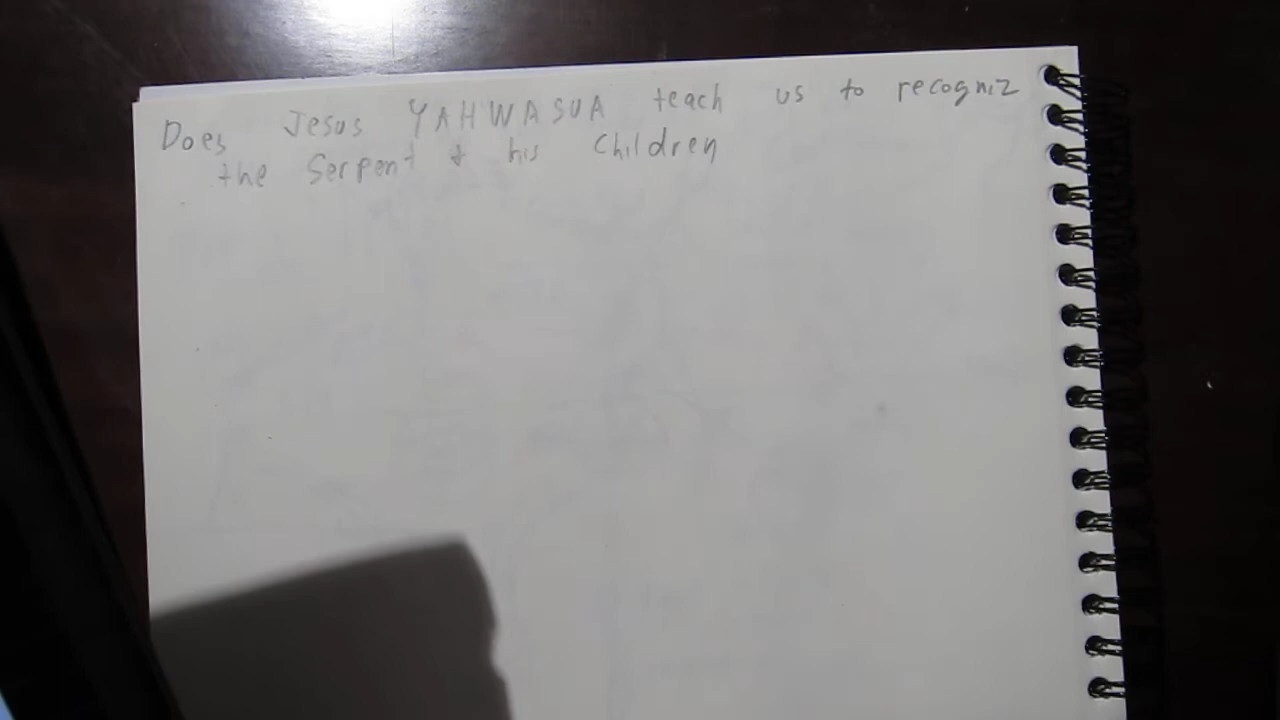 Does Jesus YAHWASUA teach us to recogniz
the Serpent & his Children